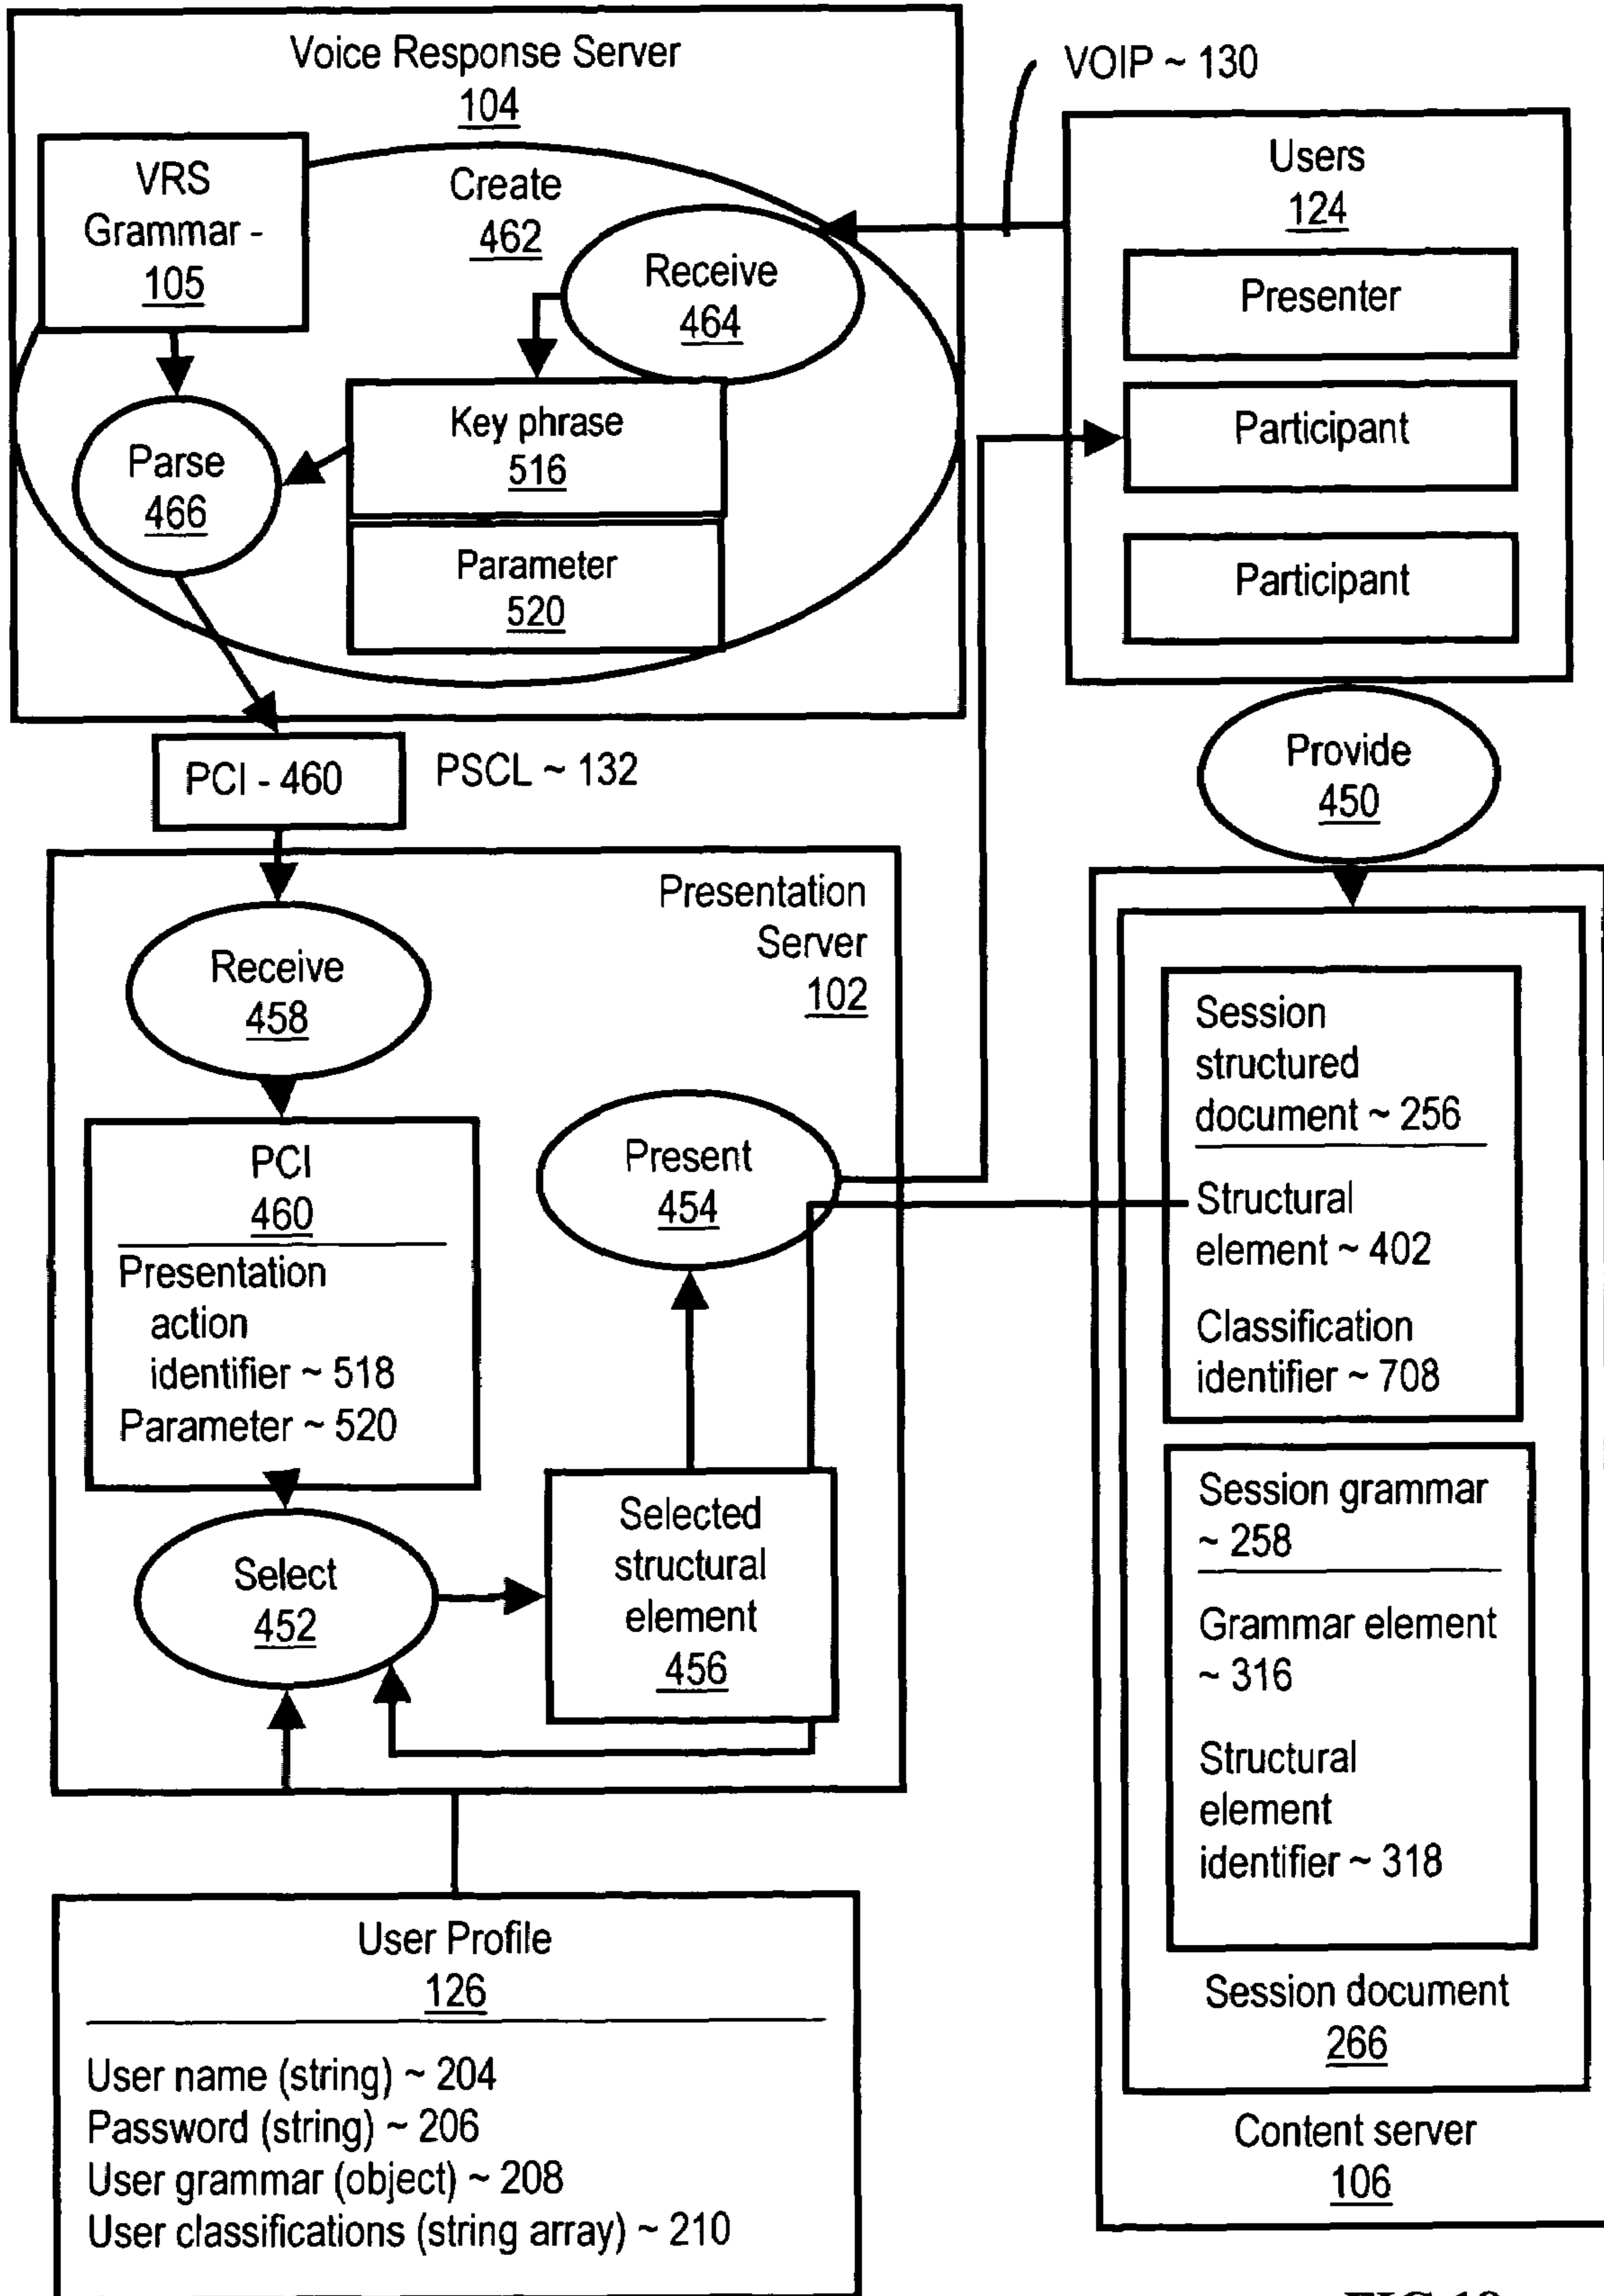 Voice Response Server
104
VOIP ~ 130
VRS
Grammar -
105
Create
462
Receive
464
Key phrase
516
Parse
466
Parameter
520
Users
124
Presenter
Participant
Participant
Provide
450
PCI - 460
PSCL ~ 132
Presentation
Server
102
Receive
458
PCI
460
Presentation
action
identifier ~ 518
Parameter ~ 520
Present
454
Select
452
Selected
structural
element
456
Session
structured
document ~ 256
Structural
element ~ 402
Classification
identifier ~ 708
Session grammar
~ 258
Grammar element
~ 316
Structural
element
identifier ~ 318
Session document
266
Content server
106
User Profile
126
User name (string) ~ 204
Password (string) ~ 206
User grammar (object) ~ 208
User classifications (string array) ~ 210